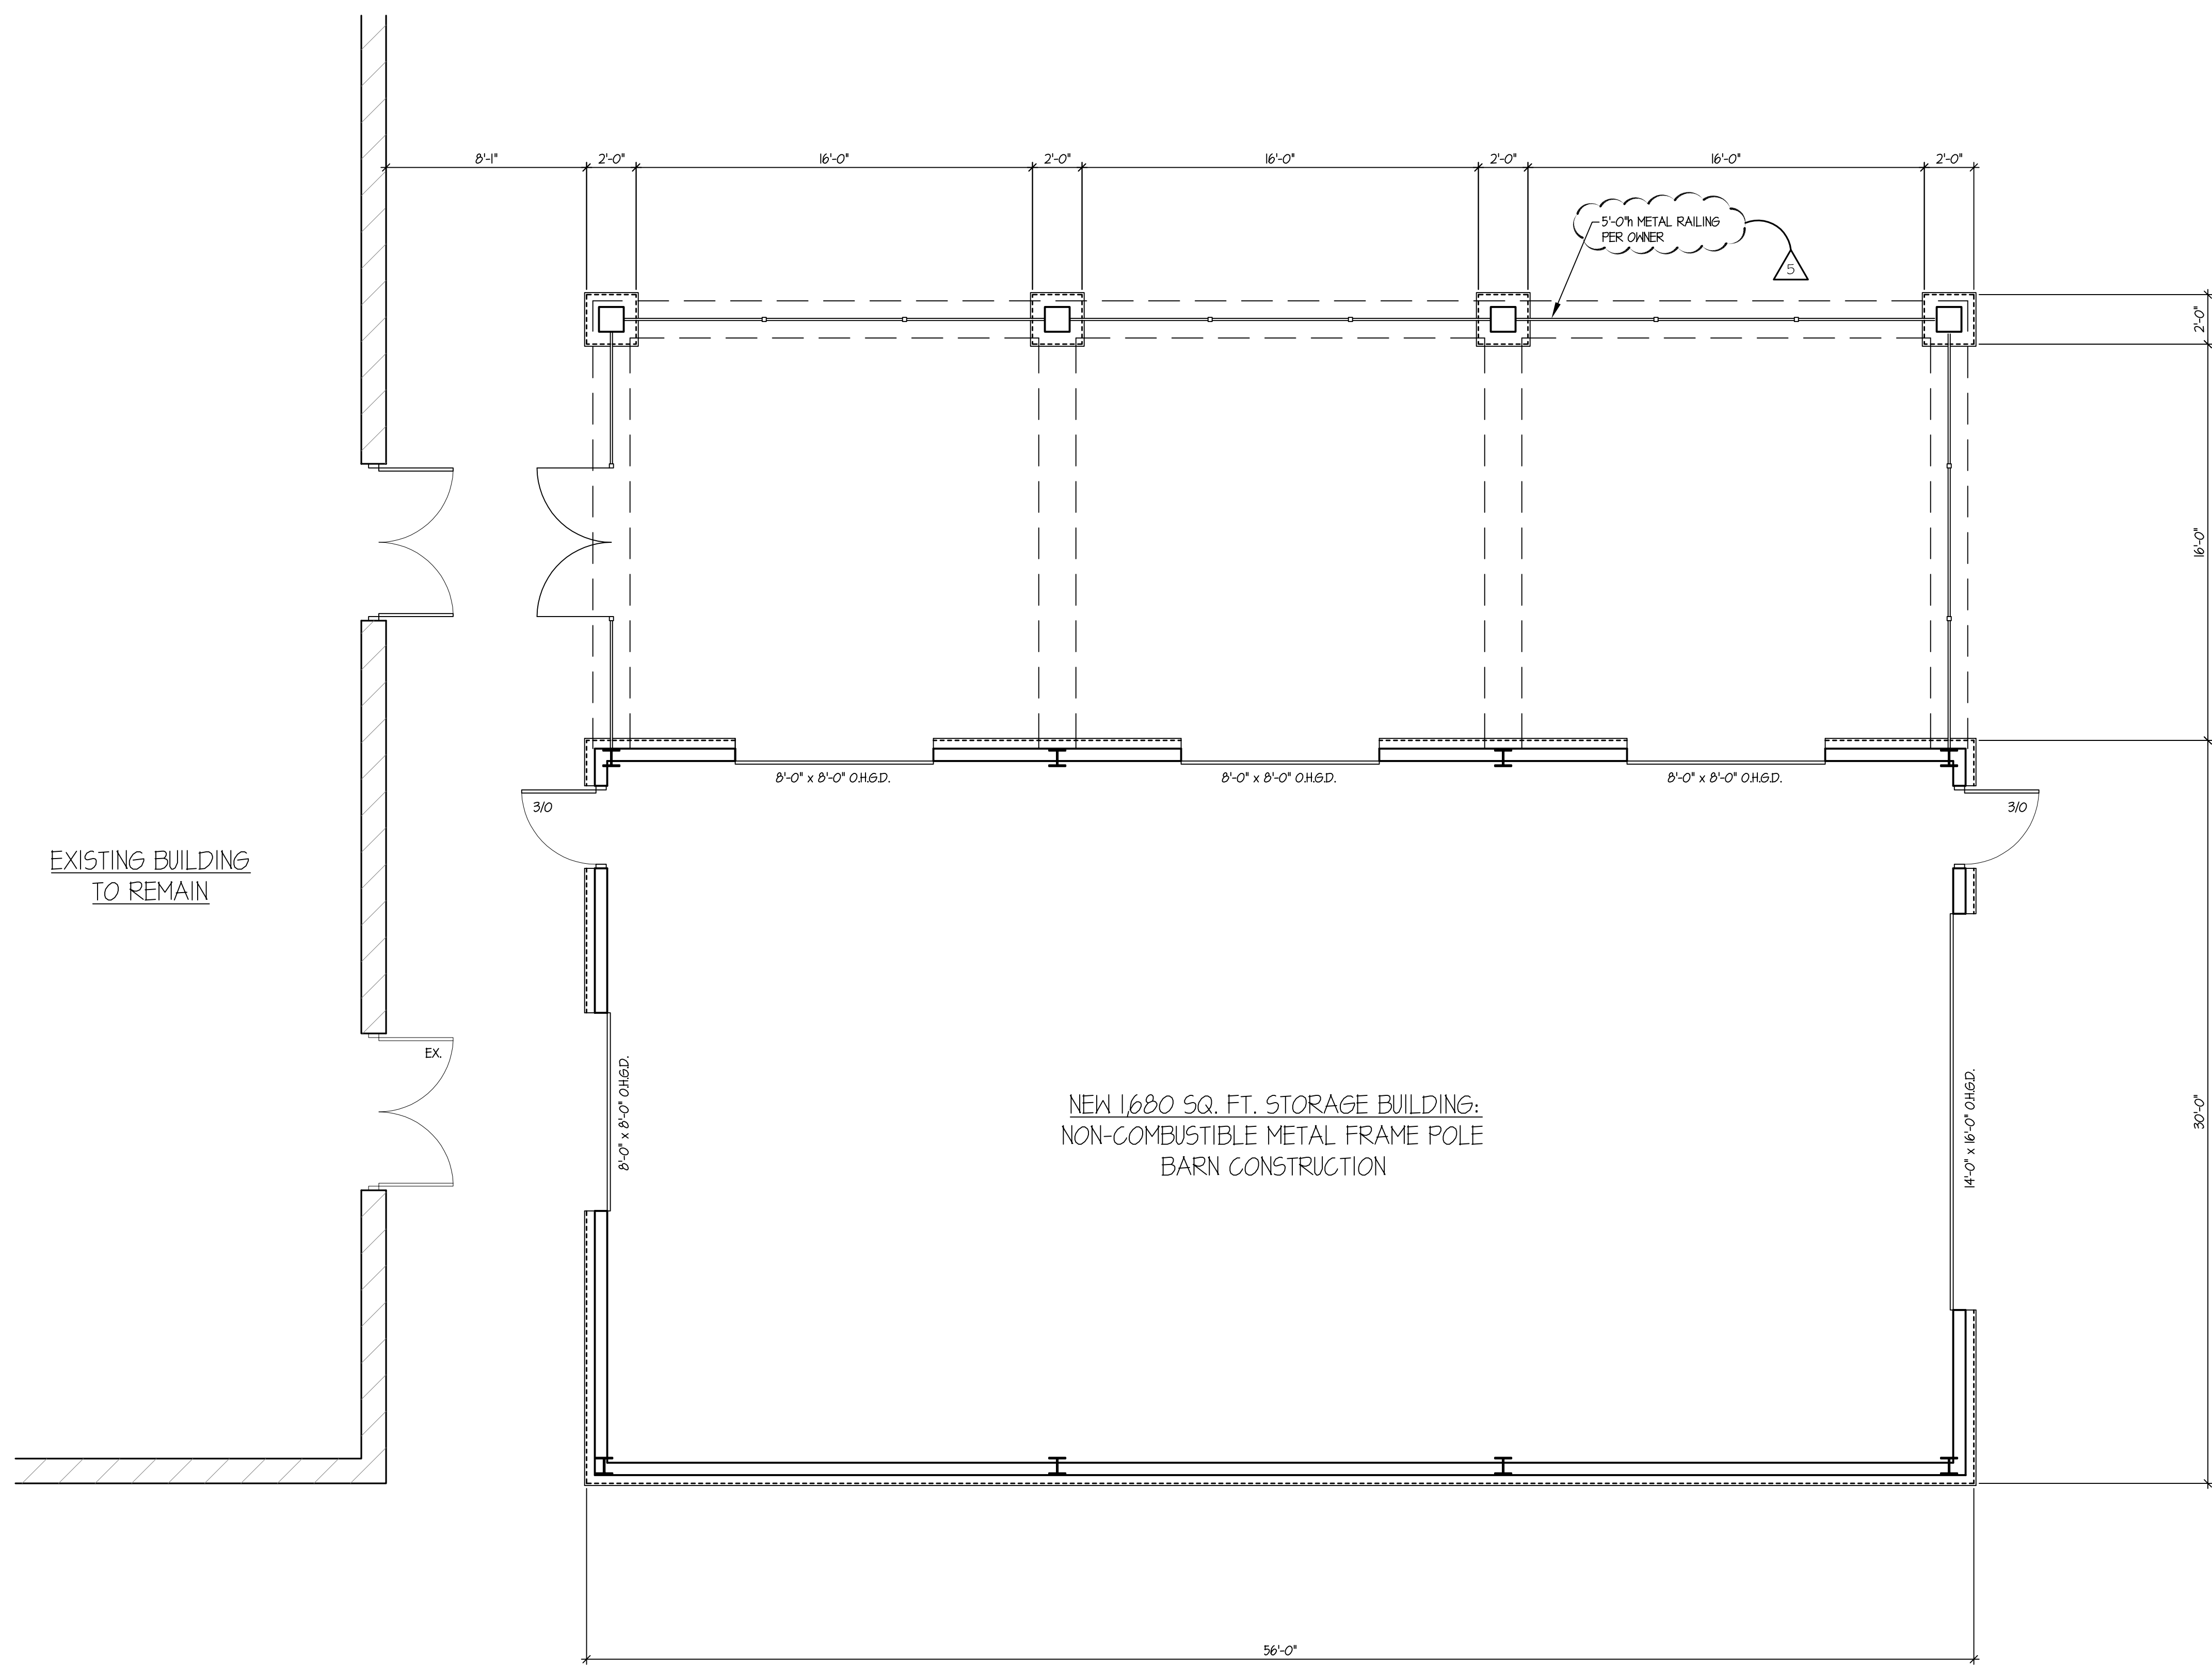 8'-1"
2'-0"
16'-0"
2'-0"
16'-0"
2'-0"
16'-0"
2'-0"
5'-0"h METAL RAILING
PER OWNER
5
2'-0"
16'-0"
8'-0" x 8'-0" O.H.G.D.
8'-0" x 8'-0" O.H.G.D.
8'-0" x 8'-0" O.H.G.D.
3/0
3/0
EXISTING BUILDING
TO REMAIN
EX.
8'-0" x 8'-0" O.H.G.D.
NEW 1,680 SQ. FT. STORAGE BUILDING:
NON-COMBUSTIBLE METAL FRAME POLE
BARN CONSTRUCTION
14'-0" x 16'-0" O.H.G.D.
30'-0"
56'-0"